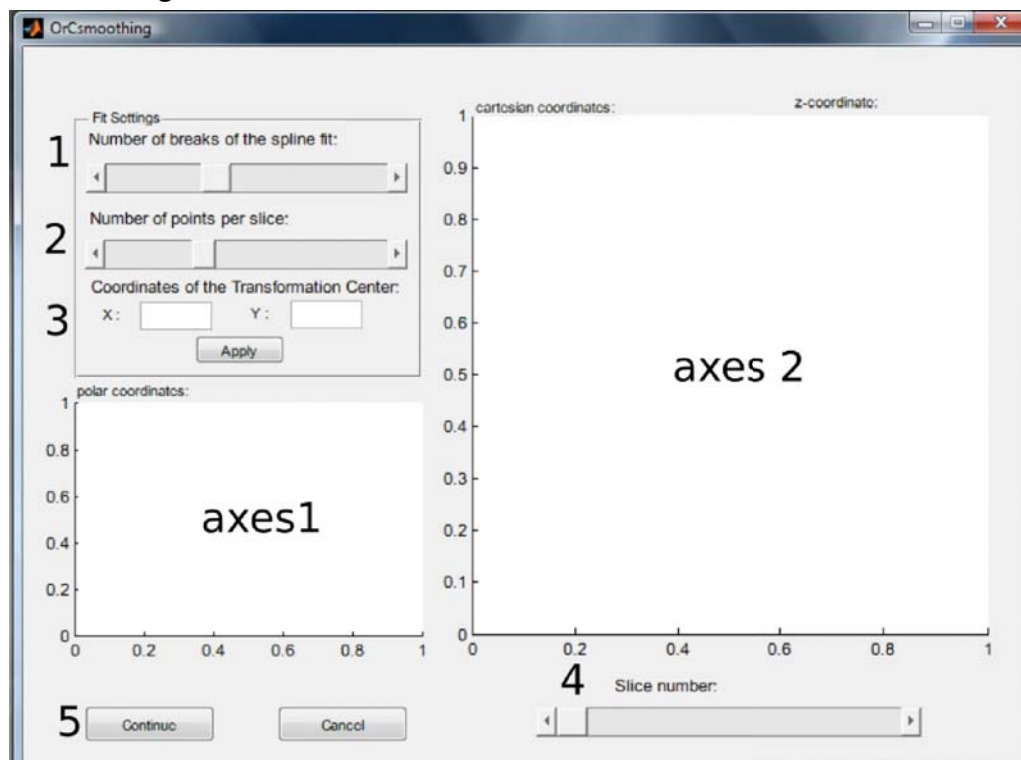 OrCsmoothing
Fit Settings
1 Number of breaks of the spline fit:
2 Number of points per slice:
3 Coordinates of the Transformation Center:
X : Y :
Apply
polar coordinates:
1
0.8
0.6
0.4
0.2
0
axes1
0 0.2 0.4 0.6 0.8 1
5 Continue Cancel
cartesian coordinates: z-coordinate:
1
0.9
0.8
0.7
0.6
0.5
0.4
0.3
0.2
0.1
0
axes 2
0 0.2 0.4 0.6 0.8 1
4 Slice number: